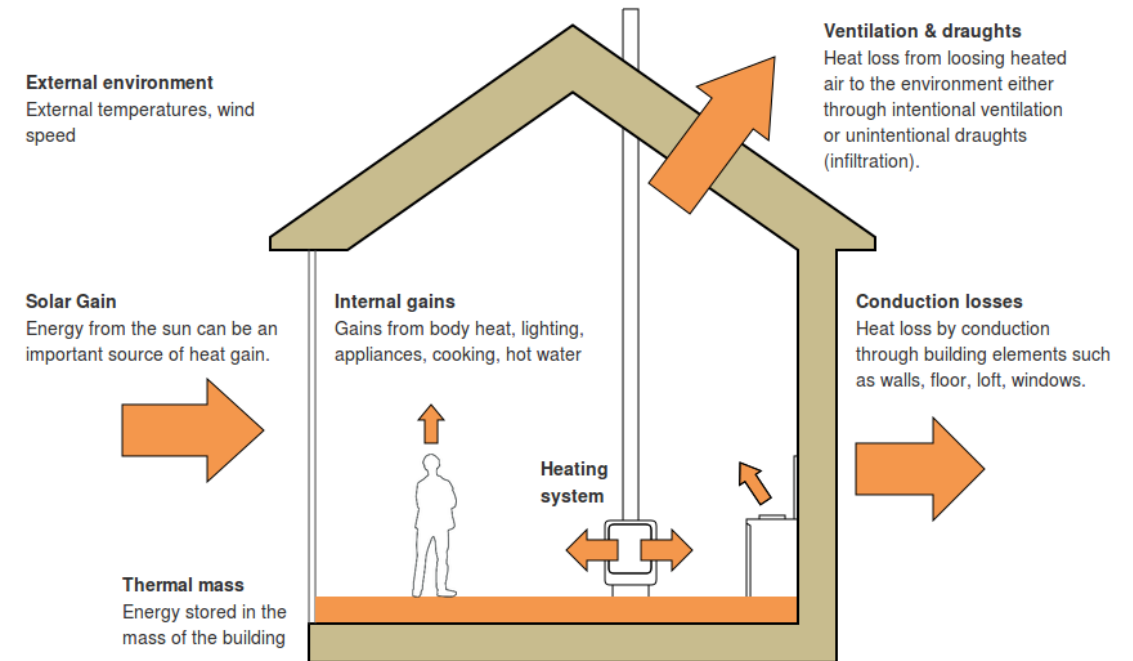 External environment
External temperatures, wind
speed
Ventilation & draughts
Heat loss from loosing heated
air to the environment either
through intentional ventilation
or unintentional draughts
(infiltration).
Solar Gain
Energy from the sun can be an
important source of heat gain.
Internal gains
Gains from body heat, lighting,
appliances, cooking, hot water
Conduction losses
Heat loss by conduction
through building elements such
as walls, floor, loft, windows.
Heating
system
Thermal mass
Energy stored in the
mass of the building